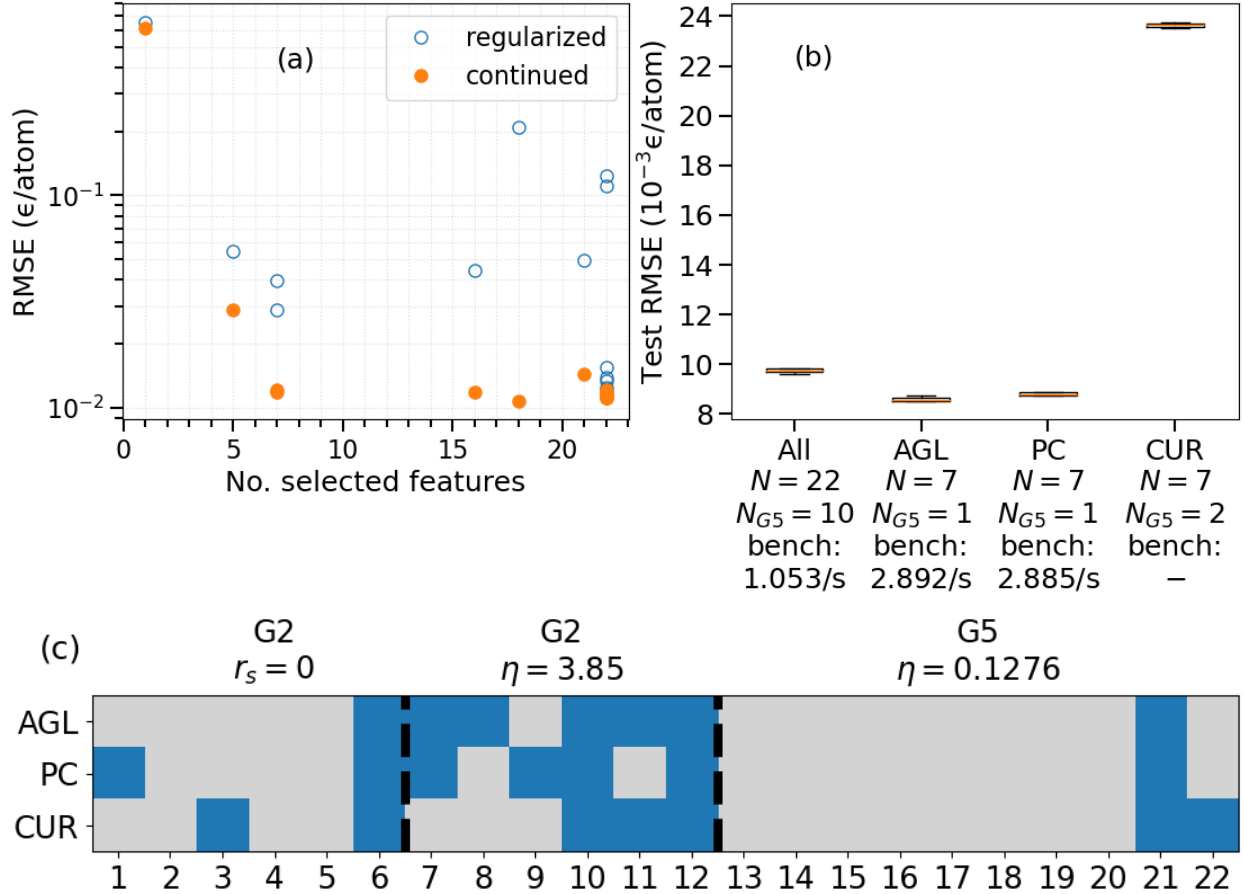 (a)
regularized
continued
RMSE (ϵ/atom)
10⁻¹
10⁻²
0 5 10 15 20
No. selected features
(b)
Test RMSE (10⁻³ϵ/atom)
24
22
20
18
16
14
12
10
8
All AGL PC CUR
N = 22 N = 7 N = 7 N = 7
N_G5 = 10 N_G5 = 1 N_G5 = 1 N_G5 = 2
bench: bench: bench: bench:
1.053/s 2.892/s 2.885/s −
(c)
G2 G2 G5
r_s = 0 η = 3.85 η = 0.1276
AGL
PC
CUR
1 2 3 4 5 6 7 8 9 10 11 12 13 14 15 16 17 18 19 20 21 22